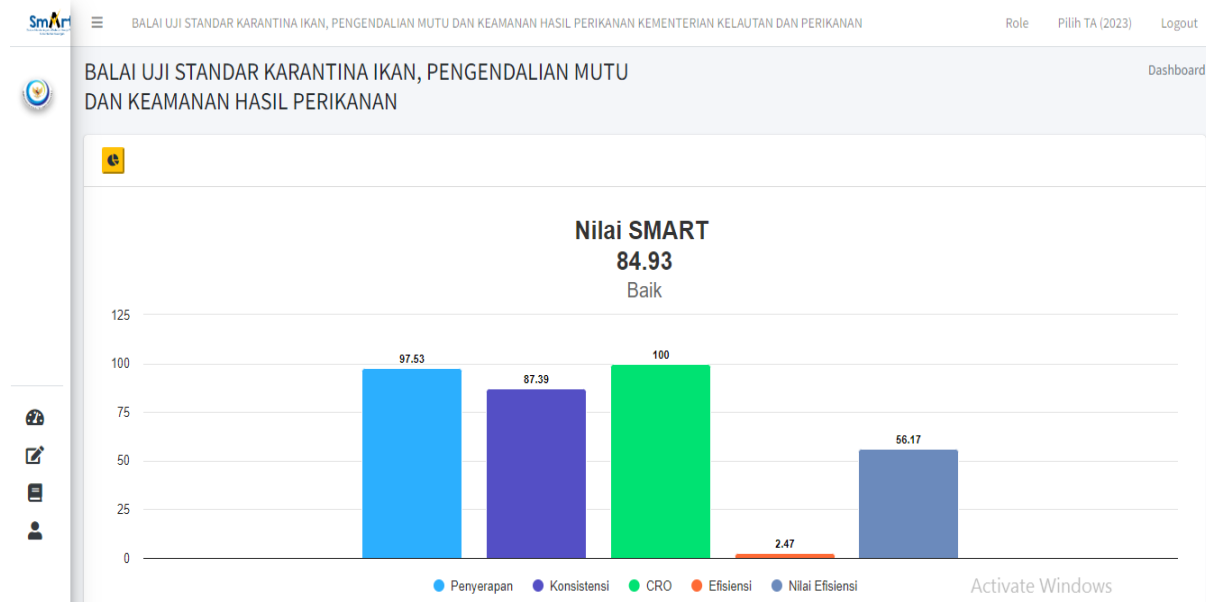 SmArt
BALAI UJI STANDAR KARANTINA IKAN, PENGENDALIAN MUTU DAN KEAMANAN HASIL PERIKANAN KEMENTERIAN KELAUTAN DAN PERIKANAN
Role
Pilih TA (2023)
Logout
BALAI UJI STANDAR KARANTINA IKAN, PENGENDALIAN MUTU
DAN KEAMANAN HASIL PERIKANAN
Dashboard
Nilai SMART
84.93
Baik
125
100
75
50
25
0
97.53
87.39
100
2.47
56.17
Penyerapan
Konsistensi
CRO
Efisiensi
Nilai Efisiensi
Activate Windows